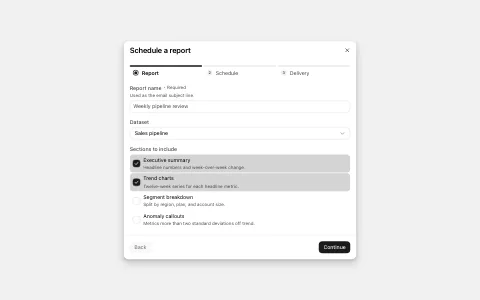 Schedule a report
Report
2 Schedule
3 Delivery
Report name • Required
Used as the email subject line.
Weekly pipeline review
Dataset
Sales pipeline
Sections to include
Executive summary
Headline numbers and week-over-week change.
Trend charts
Twelve-week series for each headline metric.
Segment breakdown
Split by region, plan, and account size.
Anomaly callouts
Metrics more than two standard deviations off trend.
Back
Continue